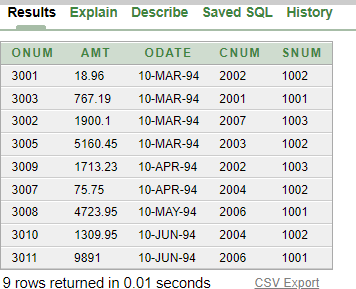 Results Explain Describe Saved SQL History
ONUM AMT ODATE CNUM SNUM
3001 18.96 10-MAR-94 2002 1002
3003 767.19 10-MAR-94 2001 1001
3002 1900.1 10-MAR-94 2007 1003
3005 5160.45 10-MAR-94 2003 1002
3009 1713.23 10-APR-94 2002 1003
3007 75.75 10-APR-94 2004 1002
3008 4723.95 10-MAY-94 2006 1001
3010 1309.95 10-JUN-94 2004 1002
3011 9891 10-JUN-94 2006 1001
9 rows returned in 0.01 seconds CSV Export